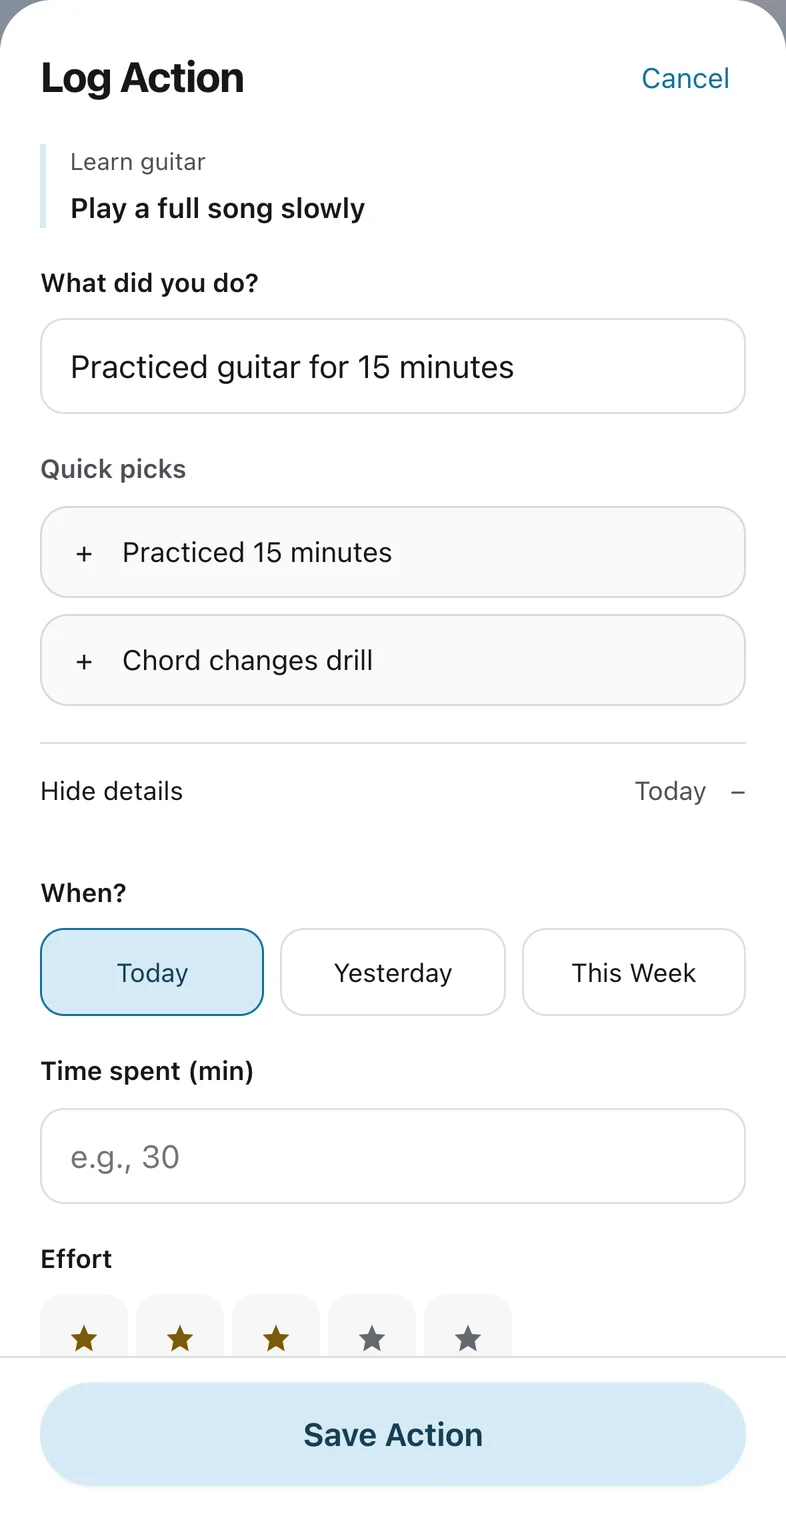 Log Action
Cancel
Learn guitar
Play a full song slowly
What did you do?
Practiced guitar for 15 minutes
Quick picks
+ Practiced 15 minutes
+ Chord changes drill
Hide details
Today –
When?
Today
Yesterday
This Week
Time spent (min)
e.g., 30
Effort
Save Action